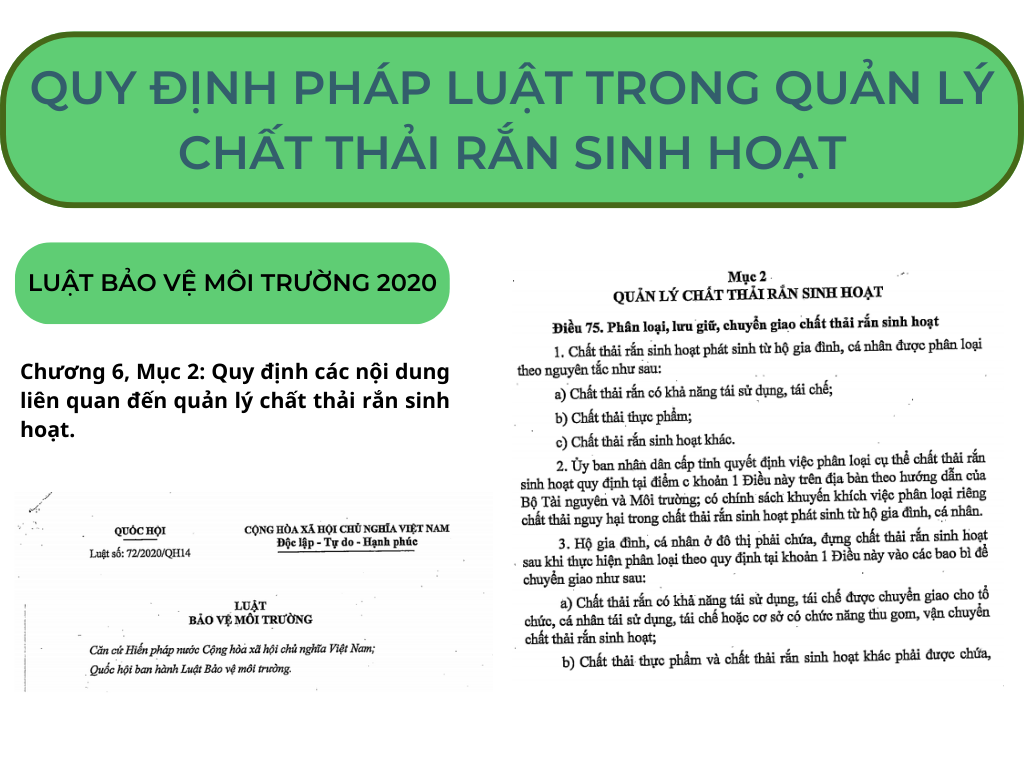 QUY ĐỊNH PHÁP LUẬT TRONG QUẢN LÝ
CHẤT THẢI RẮN SINH HOẠT
LUẬT BẢO VỆ MÔI TRƯỜNG 2020
Chương 6, Mục 2: Quy định các nội dung
liên quan đến quản lý chất thải rắn sinh
hoạt.
QUỐC HỘI
Luật số: 72/2020/QH14
CỘNG HÒA XÃ HỘI CHỦ NGHĨA VIỆT NAM
Độc lập - Tự do - Hạnh phúc
LUẬT
BẢO VỆ MÔI TRƯỜNG
Căn cứ Hiến pháp nước Cộng hòa xã hội chủ nghĩa Việt Nam;
Quốc hội ban hành Luật Bảo vệ môi trường.
Mục 2
QUẢN LÝ CHẤT THẢI RẮN SINH HOẠT
Điều 75. Phân loại, lưu giữ, chuyển giao chất thải rắn sinh hoạt
1. Chất thải rắn sinh hoạt phát sinh từ hộ gia đình, cá nhân được phân loại
theo nguyên tắc như sau:
a) Chất thải rắn có khả năng tái sử dụng, tái chế;
b) Chất thải thực phẩm;
c) Chất thải rắn sinh hoạt khác.
2. Ủy ban nhân dân cấp tỉnh quyết định việc phân loại cụ thể chất thải rắn
sinh hoạt quy định tại điểm c khoản 1 Điều này trên địa bàn theo hướng dẫn của
Bộ Tài nguyên và Môi trường; có chính sách khuyến khích việc phân loại riêng
chất thải nguy hại trong chất thải rắn sinh hoạt phát sinh từ hộ gia đình, cá nhân.
3. Hộ gia đình, cá nhân ở đô thị phải chứa, đựng chất thải rắn sinh hoạt
sau khi thực hiện phân loại theo quy định tại khoản 1 Điều này vào các bao bì để
chuyển giao như sau:
a) Chất thải rắn có khả năng tái sử dụng, tái chế được chuyển giao cho tổ
chức, cá nhân tái sử dụng, tái chế hoặc cơ sở có chức năng thu gom, vận chuyển
chất thải rắn sinh hoạt;
b) Chất thải thực phẩm và chất thải rắn sinh hoạt khác phải được chứa,